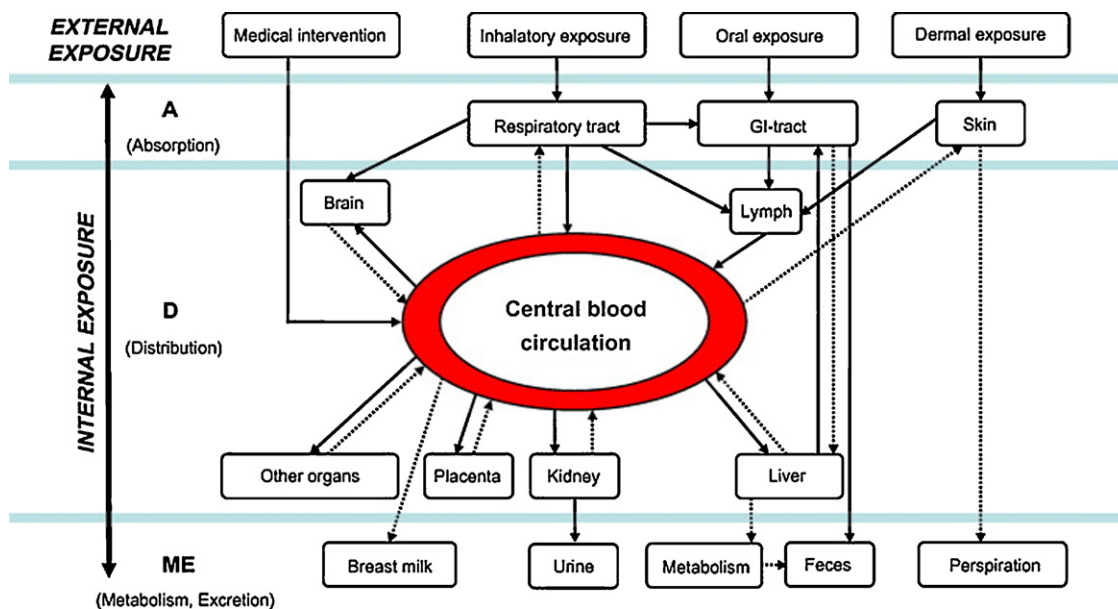 EXTERNAL
EXPOSURE
Medical intervention
Inhalatory exposure
Oral exposure
Dermal exposure
A
(Absorption)
Respiratory tract
GI-tract
Skin
Brain
Lymph
INTERNAL EXPOSURE
D
(Distribution)
Central blood
circulation
Other organs
Placenta
Kidney
Liver
ME
(Metabolism, Excretion)
Breast milk
Urine
Metabolism
Feces
Perspiration